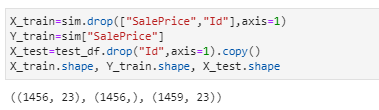 X_train=sim.drop(["SalePrice","Id"],axis=1)
Y_train=sim["SalePrice"]
X_test=test_df.drop("Id",axis=1).copy()
X_train.shape, Y_train.shape, X_test.shape
((1456, 23), (1456,), (1459, 23))